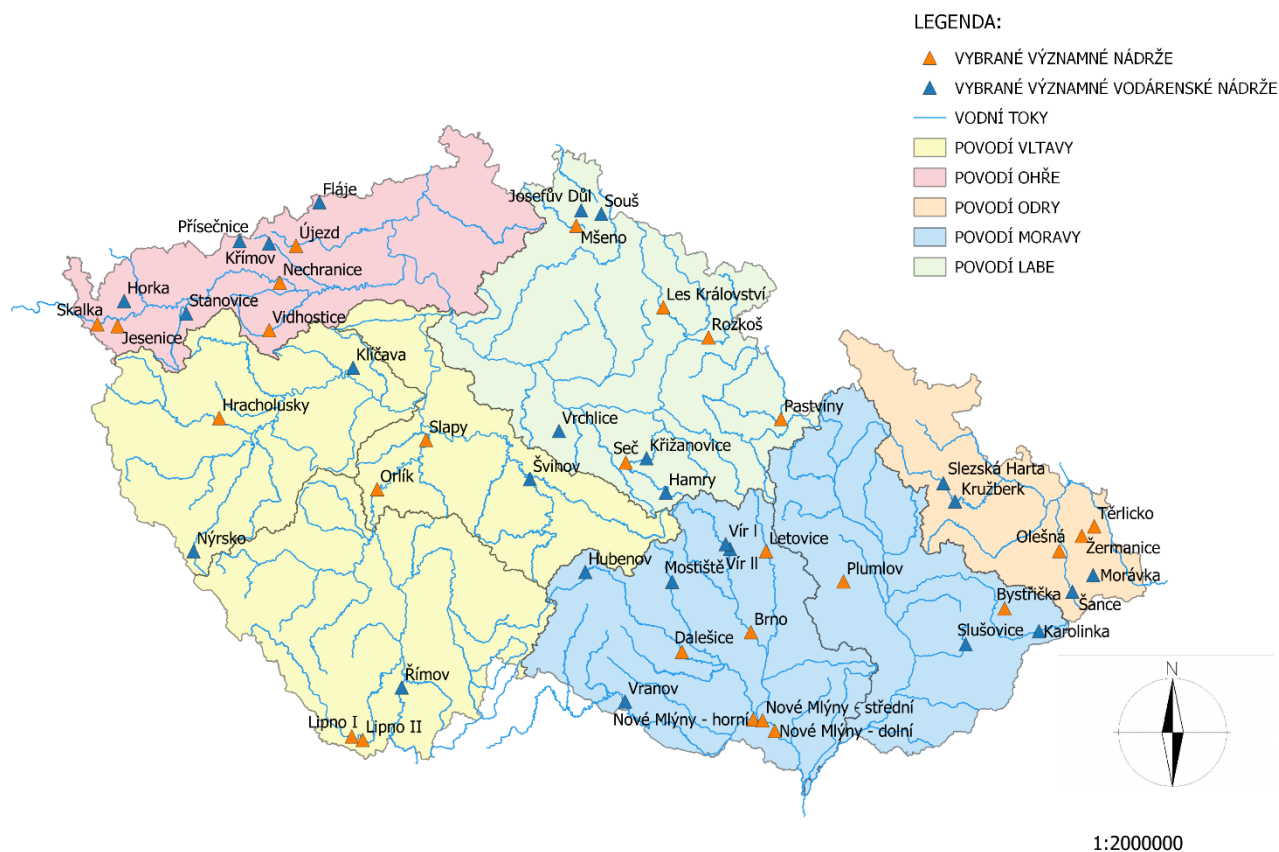 LEGENDA:
VYBRANÉ VÝZNAMNÉ NÁDRŽE
VYBRANÉ VÝZNAMNÉ VODÁRENSKÉ NÁDRŽE
VODNÍ TOKY
POVODÍ VLTAVY
POVODÍ OHŘE
POVODÍ ODRY
POVODÍ MORAVY
POVODÍ LABE
Fláje
Josefův Důl
Souš
Přísečnice
Újezd
Mšeno
Křímov
Nechranice
Horka
Stanovice
Les Království
Skalka
Jesenice
Vidhostice
Rozkoš
Klíčava
Hracholusky
Pastviny
Slapy
Vrchlice
Seč
Křižanovice
Orlík
Švihov
Hamry
Slezská Harta
Kružberk
Těrlicko
Nýrsko
Vír I
Letovice
Olešná
Žermanice
Hubenov
Vír II
Mostiště
Plumlov
Morávka
Bystřička
Šance
Brno
Dalešice
Slušovice
Karolinka
Římov
Vranov
Nové Mlýny - střední
Nové Mlýny - horní
Nové Mlýny - dolní
Lipno I
Lipno II
N
1:2000000